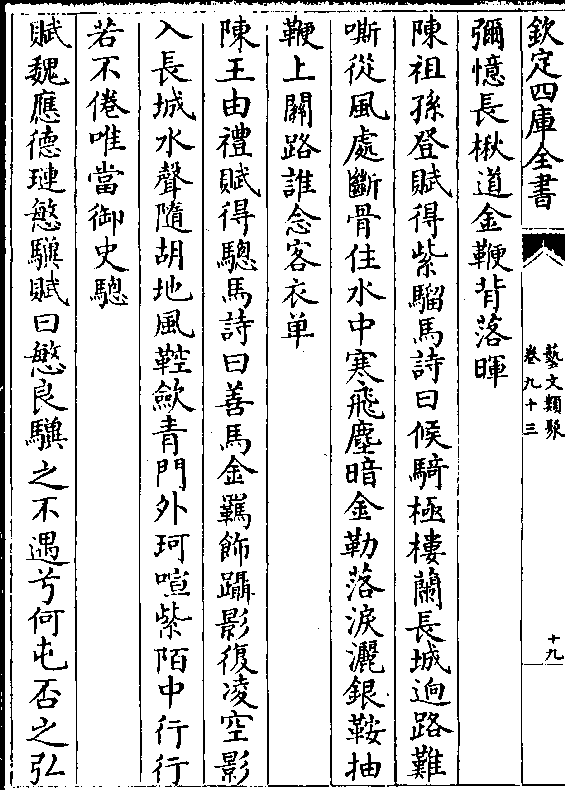 欽定四庫全書
藝文類聚
卷九十三
十九
彌憶長楸道金鞭背落暉
陳祖孫登賦得紫騮馬詩曰候騎極樓蘭長城迥路難
嘶從風處斷骨住水中寒飛塵暗金勒落淚灑銀鞍抽
鞭上關路誰念客衣单
陳王由禮賦得驄馬詩曰善馬金羈飾躡影復凌空影
入長城水聲隨胡地風鞚歛青門外珂喧紫陌中行行
若不倦唯當御史驄
賦魏應德璉慜驥賦曰慜良驥之不遇兮何屯否之弘